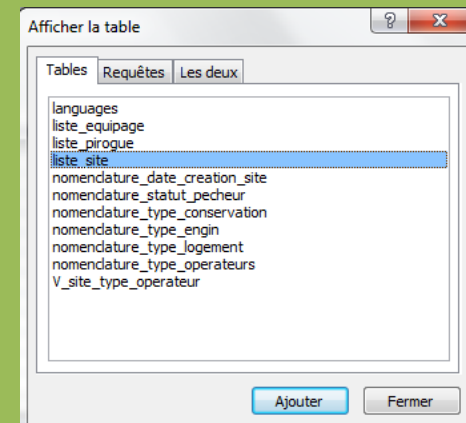 Afficher la table
Tables Requêtes Les deux
languages
liste_equipage
liste_pirogue
liste_site
nomenclature_date_creation_site
nomenclature_statut_pecheur
nomenclature_type_conservation
nomenclature_type_engin
nomenclature_type_logement
nomenclature_type_operateurs
V_site_type_operateur
Ajouter Fermer